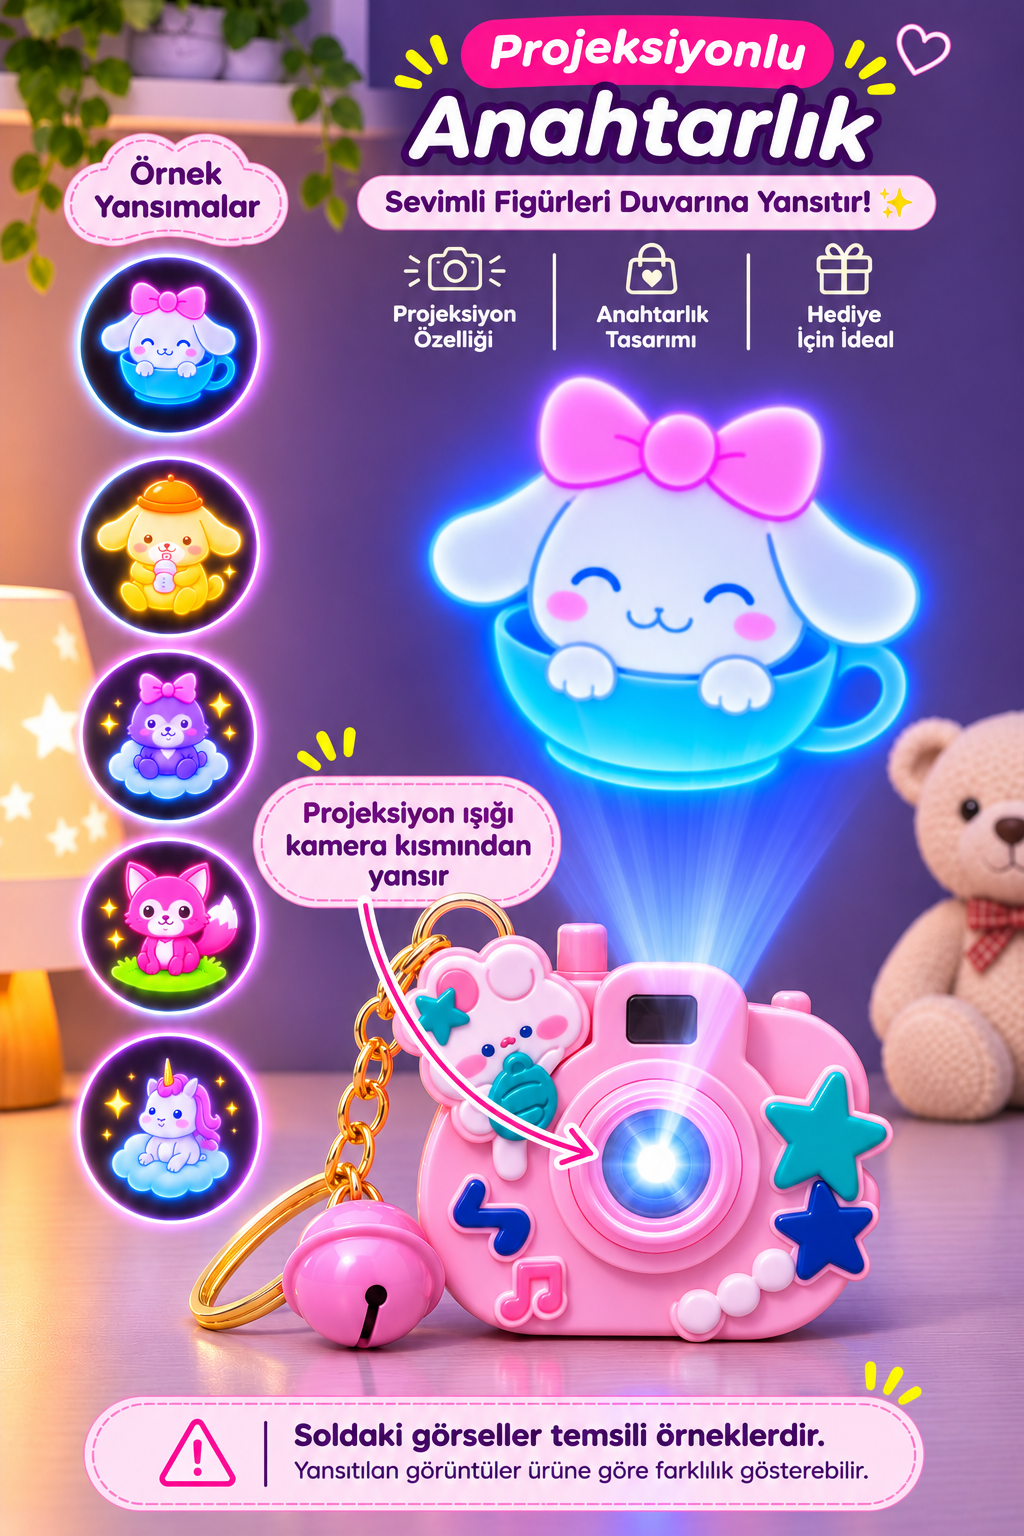 Projeksiyonlu
Anahtarlık
Sevimli Figürleri Duvarına Yansıtır!
Projeksiyon
Özelliği
Anahtarlık
Tasarımı
Hediye
İçin İdeal
Örnek
Yansımalar
Projeksiyon ışığı
kamera kısmından
yansır
Soldaki görseller temsili örneklerdir.
Yansıtılan görüntüler ürüne göre farklılık gösterebilir.